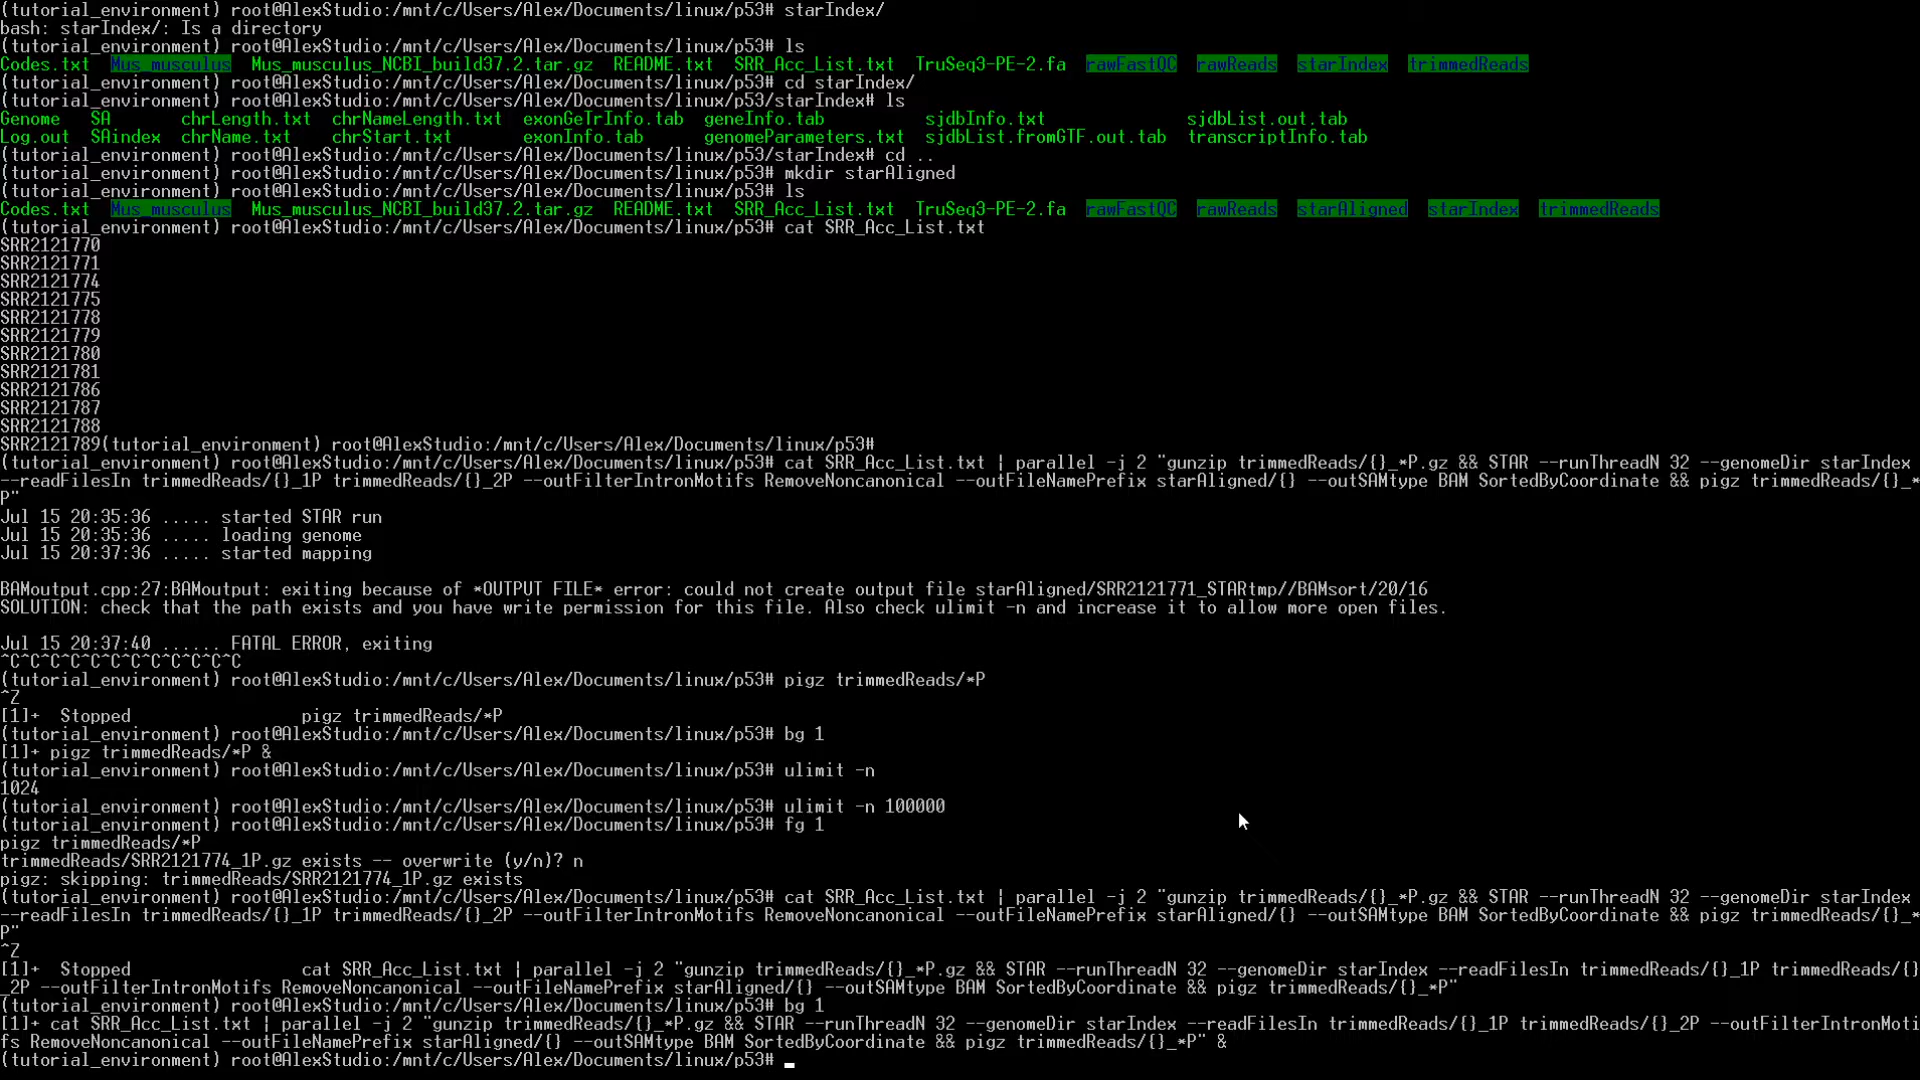 (tutorial_environment) root@AlexStudio:/mnt/c/Users/Alex/Documents/linux/p53# starIndex/
bash: starIndex/: Is a directory
(tutorial_environment) root@AlexStudio:/mnt/c/Users/Alex/Documents/linux/p53# ls
Codes.txt  Mus_musculus  Mus_musculus_NCBI_build37.2.tar.gz  README.txt  SRR_Acc_List.txt  TruSeq3-PE-2.fa  rawFastQC  rawReads  starIndex  trimmedReads
(tutorial_environment) root@AlexStudio:/mnt/c/Users/Alex/Documents/linux/p53# cd starIndex/
(tutorial_environment) root@AlexStudio:/mnt/c/Users/Alex/Documents/linux/p53/starIndex# ls
Genome   SA       chrLength.txt  chrNameLength.txt  exonGeTrInfo.tab  geneInfo.tab          sjdbInfo.txt              sjdbList.out.tab
Log.out  SAindex  chrName.txt    chrStart.txt       exonInfo.tab      genomeParameters.txt  sjdbList.fromGTF.out.tab  transcriptInfo.tab
(tutorial_environment) root@AlexStudio:/mnt/c/Users/Alex/Documents/linux/p53/starIndex# cd ..
(tutorial_environment) root@AlexStudio:/mnt/c/Users/Alex/Documents/linux/p53# mkdir starAligned
(tutorial_environment) root@AlexStudio:/mnt/c/Users/Alex/Documents/linux/p53# ls
Codes.txt  Mus_musculus  Mus_musculus_NCBI_build37.2.tar.gz  README.txt  SRR_Acc_List.txt  TruSeq3-PE-2.fa  rawFastQC  rawReads  starAligned  starIndex  trimmedReads
(tutorial_environment) root@AlexStudio:/mnt/c/Users/Alex/Documents/linux/p53# cat SRR_Acc_List.txt
SRR2121770
SRR2121771
SRR2121774
SRR2121775
SRR2121778
SRR2121779
SRR2121780
SRR2121781
SRR2121786
SRR2121787
SRR2121788
SRR2121789(tutorial_environment) root@AlexStudio:/mnt/c/Users/Alex/Documents/linux/p53#
(tutorial_environment) root@AlexStudio:/mnt/c/Users/Alex/Documents/linux/p53# cat SRR_Acc_List.txt | parallel -j 2 "gunzip trimmedReads/{}_*P.gz && STAR --runThreadN 32 --genomeDir starIndex
--readFilesIn trimmedReads/{}_1P trimmedReads/{}_2P --outFilterIntronMotifs RemoveNoncanonical --outFileNamePrefix starAligned/{} --outSAMtype BAM SortedByCoordinate && pigz trimmedReads/{}_*
P"
Jul 15 20:35:36 ..... started STAR run
Jul 15 20:35:36 ..... loading genome
Jul 15 20:37:36 ..... started mapping
BAMoutput.cpp:27:BAMoutput: exiting because of *OUTPUT FILE* error: could not create output file starAligned/SRR2121771_STARtmp//BAMsort/20/16
SOLUTION: check that the path exists and you have write permission for this file. Also check ulimit -n and increase it to allow more open files.
Jul 15 20:37:40 ...... FATAL ERROR, exiting
^C^C^C^C^C^C^C^C^C^C^C^C
(tutorial_environment) root@AlexStudio:/mnt/c/Users/Alex/Documents/linux/p53# pigz trimmedReads/*P
^Z
[1]+  Stopped                 pigz trimmedReads/*P
(tutorial_environment) root@AlexStudio:/mnt/c/Users/Alex/Documents/linux/p53# bg 1
[1]+ pigz trimmedReads/*P &
(tutorial_environment) root@AlexStudio:/mnt/c/Users/Alex/Documents/linux/p53# ulimit -n
1024
(tutorial_environment) root@AlexStudio:/mnt/c/Users/Alex/Documents/linux/p53# ulimit -n 100000
(tutorial_environment) root@AlexStudio:/mnt/c/Users/Alex/Documents/linux/p53# fg 1
pigz trimmedReads/*P
trimmedReads/SRR2121774_1P.gz exists -- overwrite (y/n)? n
pigz: skipping: trimmedReads/SRR2121774_1P.gz exists
(tutorial_environment) root@AlexStudio:/mnt/c/Users/Alex/Documents/linux/p53# cat SRR_Acc_List.txt | parallel -j 2 "gunzip trimmedReads/{}_*P.gz && STAR --runThreadN 32 --genomeDir starIndex
--readFilesIn trimmedReads/{}_1P trimmedReads/{}_2P --outFilterIntronMotifs RemoveNoncanonical --outFileNamePrefix starAligned/{} --outSAMtype BAM SortedByCoordinate && pigz trimmedReads/{}_*
P"
^Z
[1]+  Stopped                 cat SRR_Acc_List.txt | parallel -j 2 "gunzip trimmedReads/{}_*P.gz && STAR --runThreadN 32 --genomeDir starIndex --readFilesIn trimmedReads/{}_1P trimmedReads/{}
_2P --outFilterIntronMotifs RemoveNoncanonical --outFileNamePrefix starAligned/{} --outSAMtype BAM SortedByCoordinate && pigz trimmedReads/{}_*P"
(tutorial_environment) root@AlexStudio:/mnt/c/Users/Alex/Documents/linux/p53# bg 1
[1]+ cat SRR_Acc_List.txt | parallel -j 2 "gunzip trimmedReads/{}_*P.gz && STAR --runThreadN 32 --genomeDir starIndex --readFilesIn trimmedReads/{}_1P trimmedReads/{}_2P --outFilterIntronMoti
fs RemoveNoncanonical --outFileNamePrefix starAligned/{} --outSAMtype BAM SortedByCoordinate && pigz trimmedReads/{}_*P" &
(tutorial_environment) root@AlexStudio:/mnt/c/Users/Alex/Documents/linux/p53#